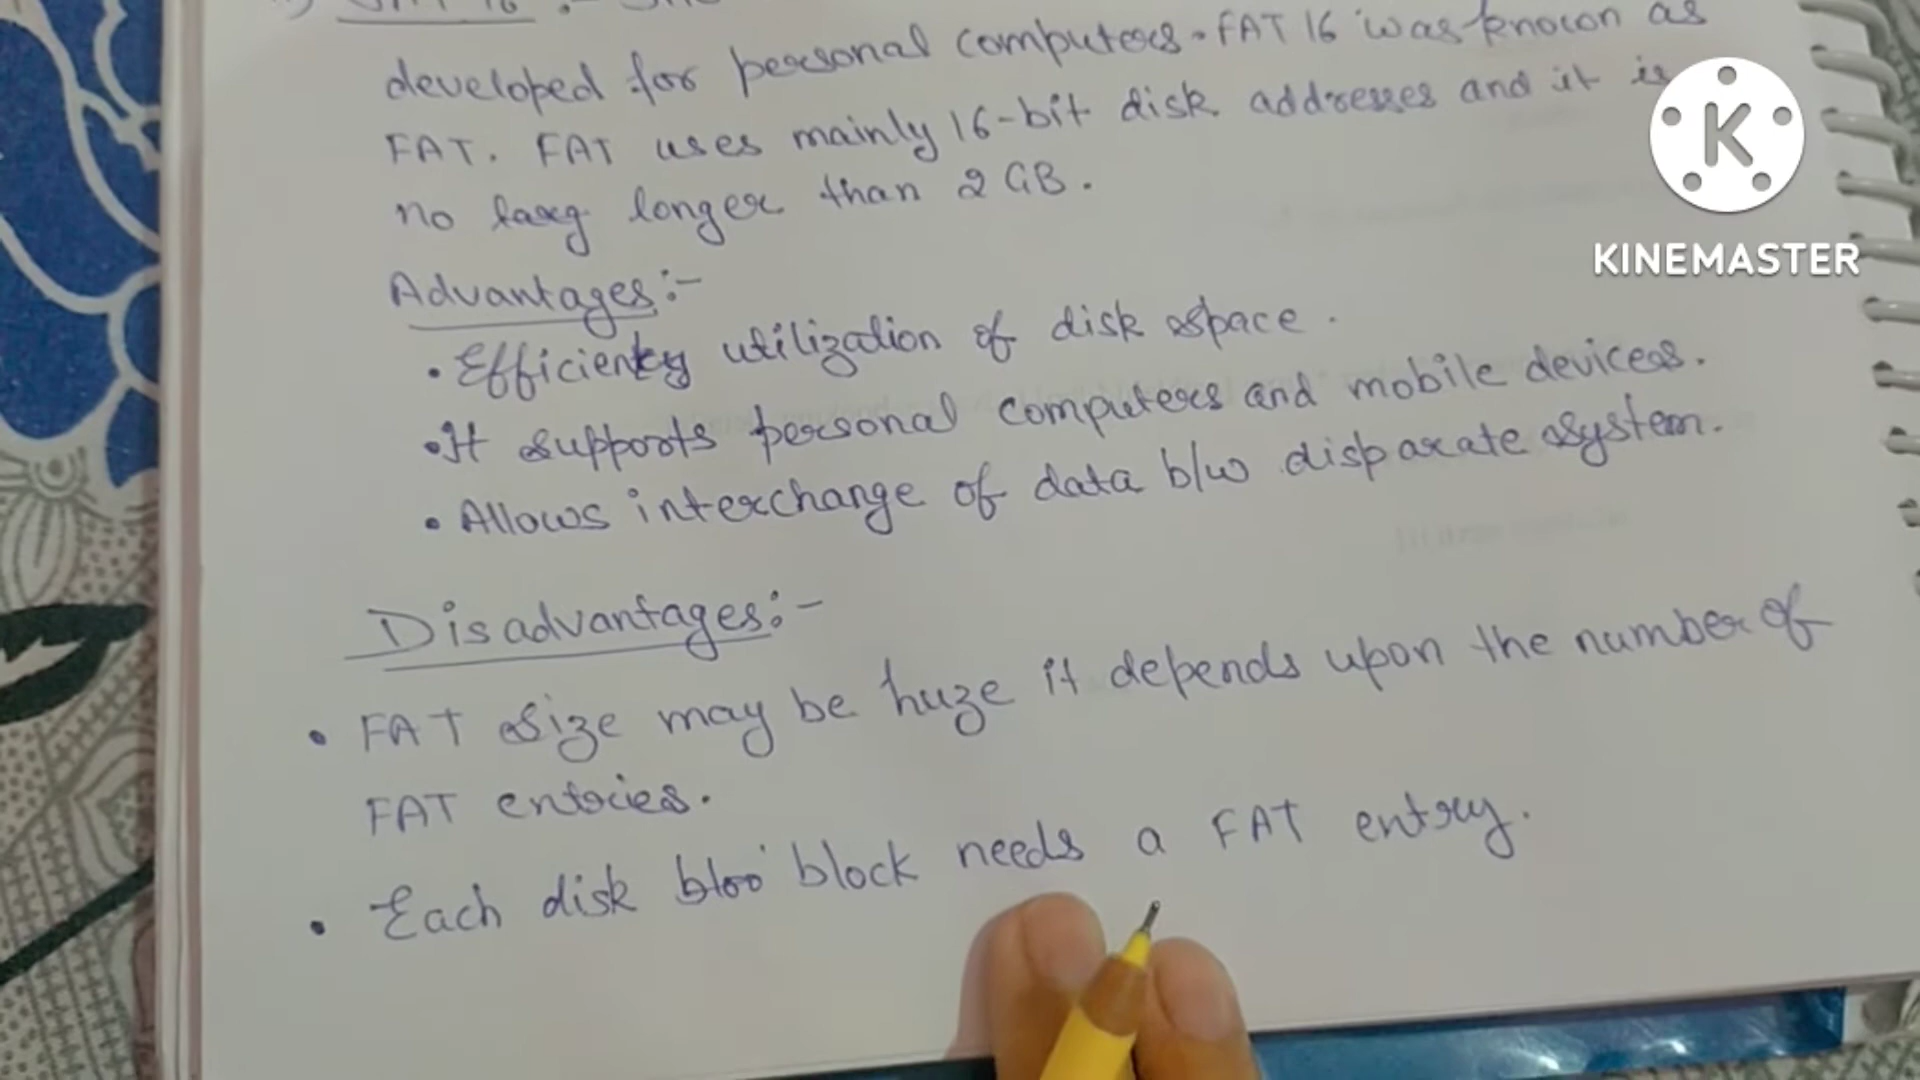 developed for personal computers. FAT 16 was known as
FAT. FAT uses mainly 16-bit disk addresses and it is
no larg longer than 2 GB.
Advantages:-
• Efficiently utilization of disk space.
• It supports personal computers and mobile devices.
• Allows interchange of data b/w disparate system.
Disadvantages:-
• FAT size may be huze it depends upon the number of
FAT entries.
• Each disk bloo block needs a FAT entry.
K
KINEMASTER